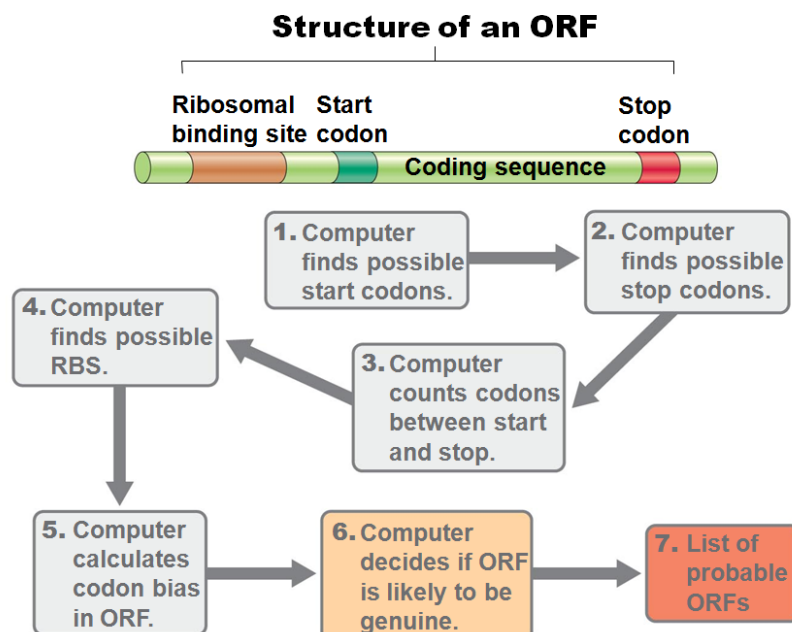 Structure of an ORF
Ribosomal
binding site
Start
codon
Stop
codon
Coding sequence
1. Computer
finds possible
start codons.
2. Computer
finds possible
stop codons.
3. Computer
counts codons
between start
and stop.
4. Computer
finds possible
RBS.
5. Computer
calculates
codon bias
in ORF.
6. Computer
decides if ORF
is likely to be
genuine.
7. List of
probable
ORFs